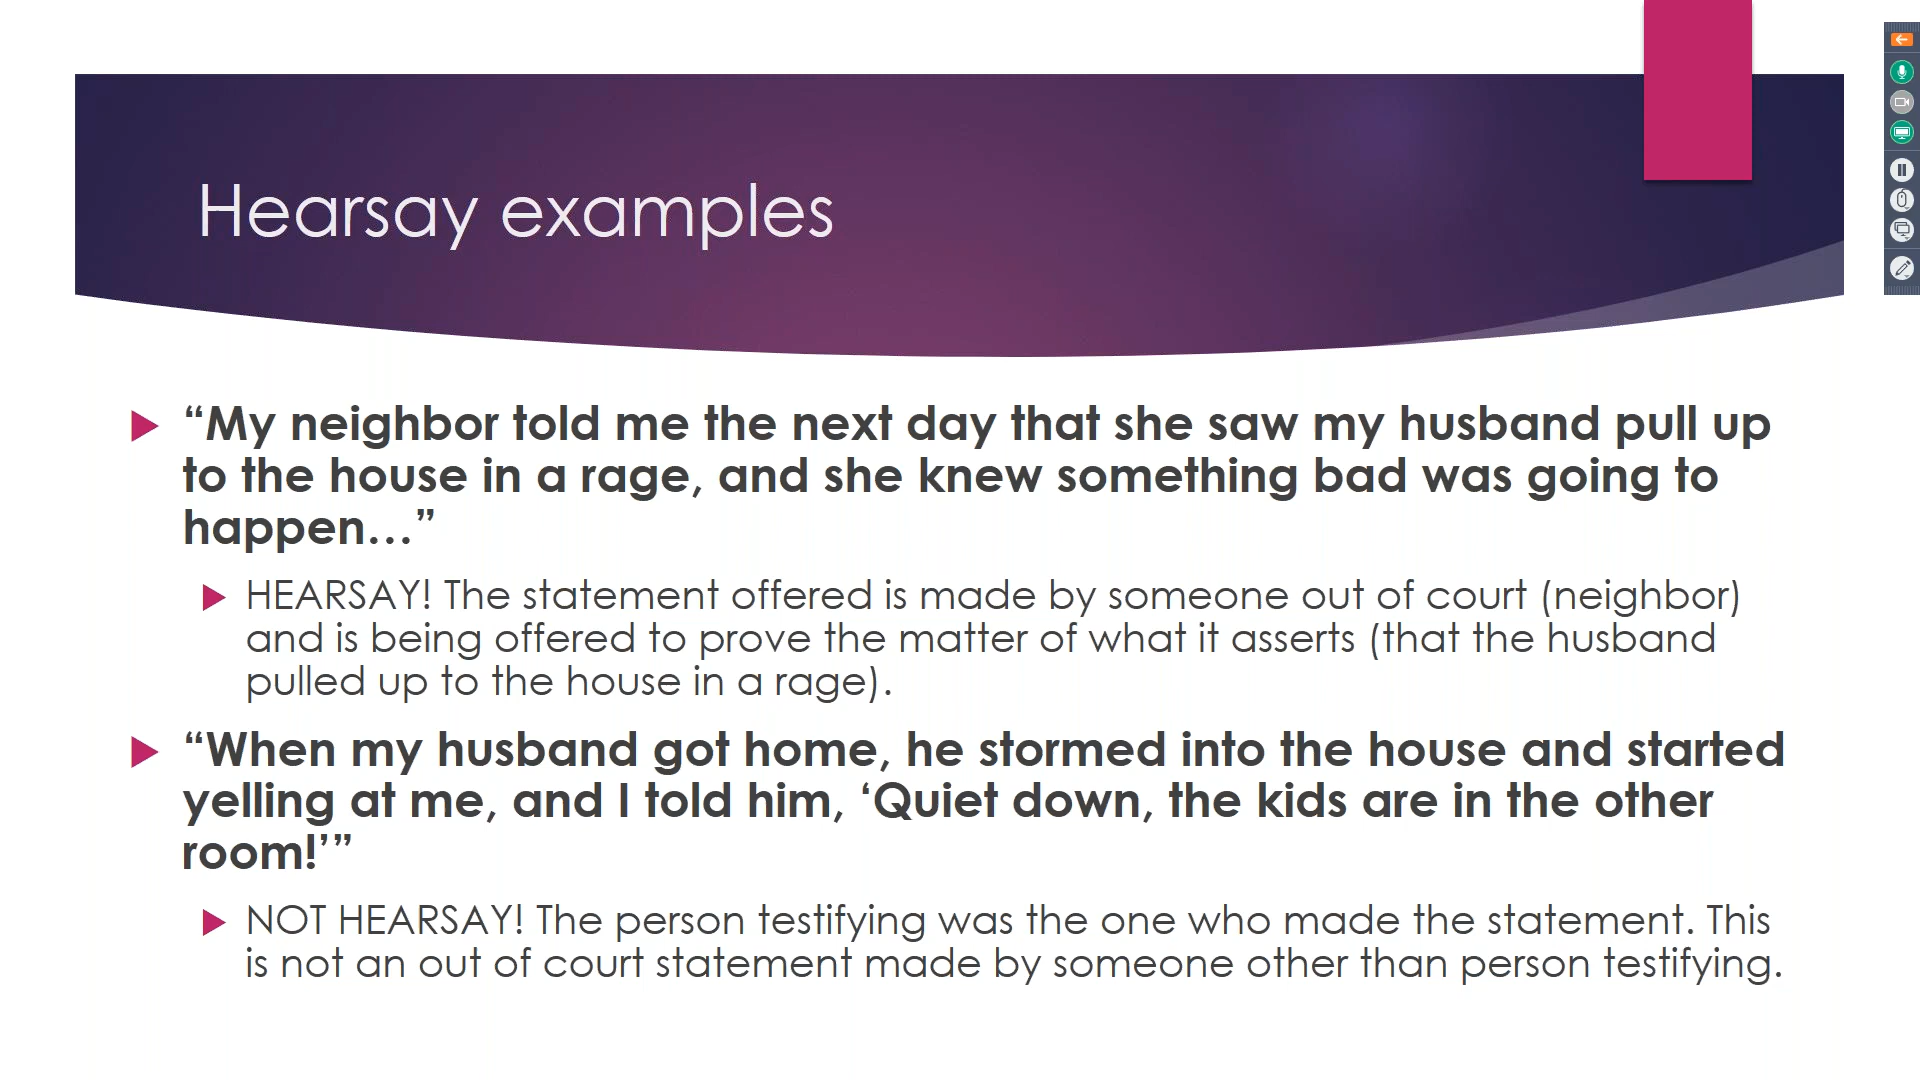 Hearsay examples
“My neighbor told me the next day that she saw my husband pull up
to the house in a rage, and she knew something bad was going to
happen…”
HEARSAY! The statement offered is made by someone out of court (neighbor)
and is being offered to prove the matter of what it asserts (that the husband
pulled up to the house in a rage).
“When my husband got home, he stormed into the house and started
yelling at me, and I told him, ‘Quiet down, the kids are in the other
room!’”
NOT HEARSAY! The person testifying was the one who made the statement. This
is not an out of court statement made by someone other than person testifying.